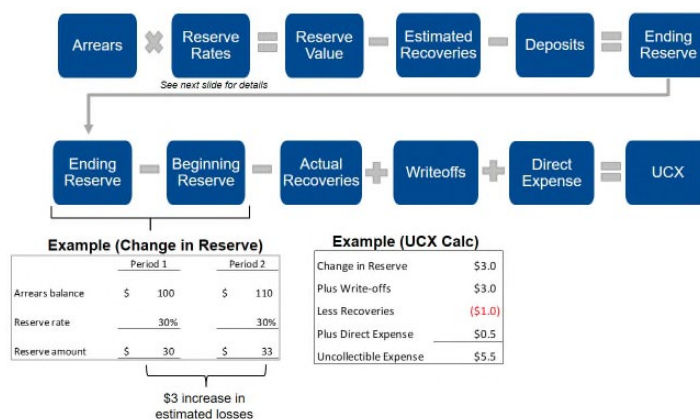 Arrears
Reserve Rates
Reserve Value
Estimated Recoveries
Deposits
Ending Reserve
See next slide for details
Ending Reserve
Beginning Reserve
Actual Recoveries
Writeoffs
Direct Expense
UCX
Example (Change in Reserve)
Period 1 Period 2
Arrears balance $ 100 $ 110
Reserve rate 30% 30%
Reserve amount $ 30 $ 33
$3 increase in
estimated losses
Example (UCX Calc)
Change in Reserve $3.0
Plus Write-offs $3.0
Less Recoveries ($1.0)
Plus Direct Expense $0.5
Uncollectible Expense $5.5